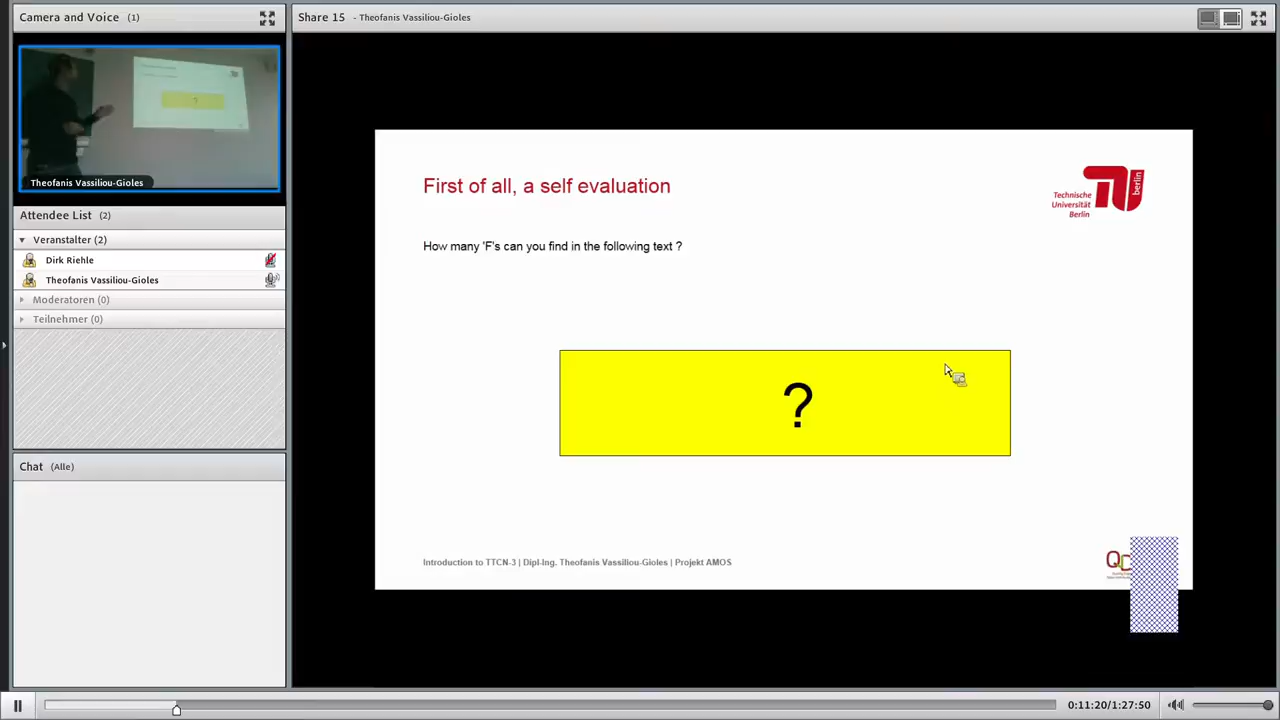 Camera and Voice (1)
Share 15 - Theofanis Vassiliou-Gioles
Theofanis Vassiliou-Gioles
Attendee List (2)
Veranstalter (2)
Dirk Riehle
Theofanis Vassiliou-Gioles
Moderatoren (0)
Teilnehmer (0)
Chat (Alle)
First of all, a self evaluation
Technische
Universität
Berlin
berlin
How many 'F's can you find in the following text ?
?
Introduction to TTCN-3 | Dipl-Ing. Theofanis Vassiliou-Gioles | Projekt AMOS
0:11:20/1:27:50